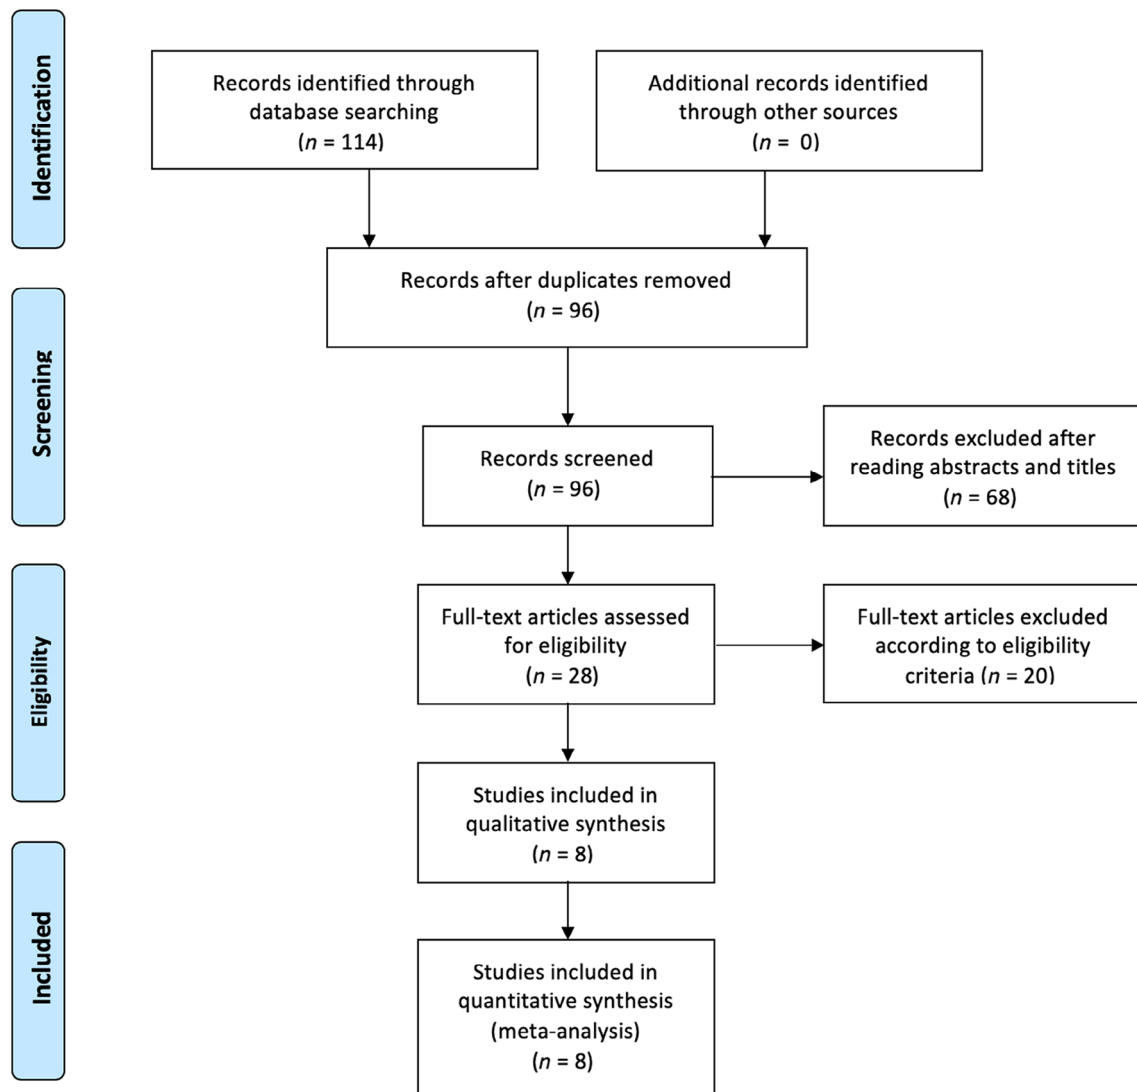 Identification
Records identified through
database searching
(n = 114)
Additional records identified
through other sources
(n = 0)
Records after duplicates removed
(n = 96)
Screening
Records screened
(n = 96)
Records excluded after
reading abstracts and titles
(n = 68)
Eligibility
Full-text articles assessed
for eligibility
(n = 28)
Full-text articles excluded
according to eligibility
criteria (n = 20)
Studies included in
qualitative synthesis
(n = 8)
Included
Studies included in
quantitative synthesis
(meta-analysis)
(n = 8)